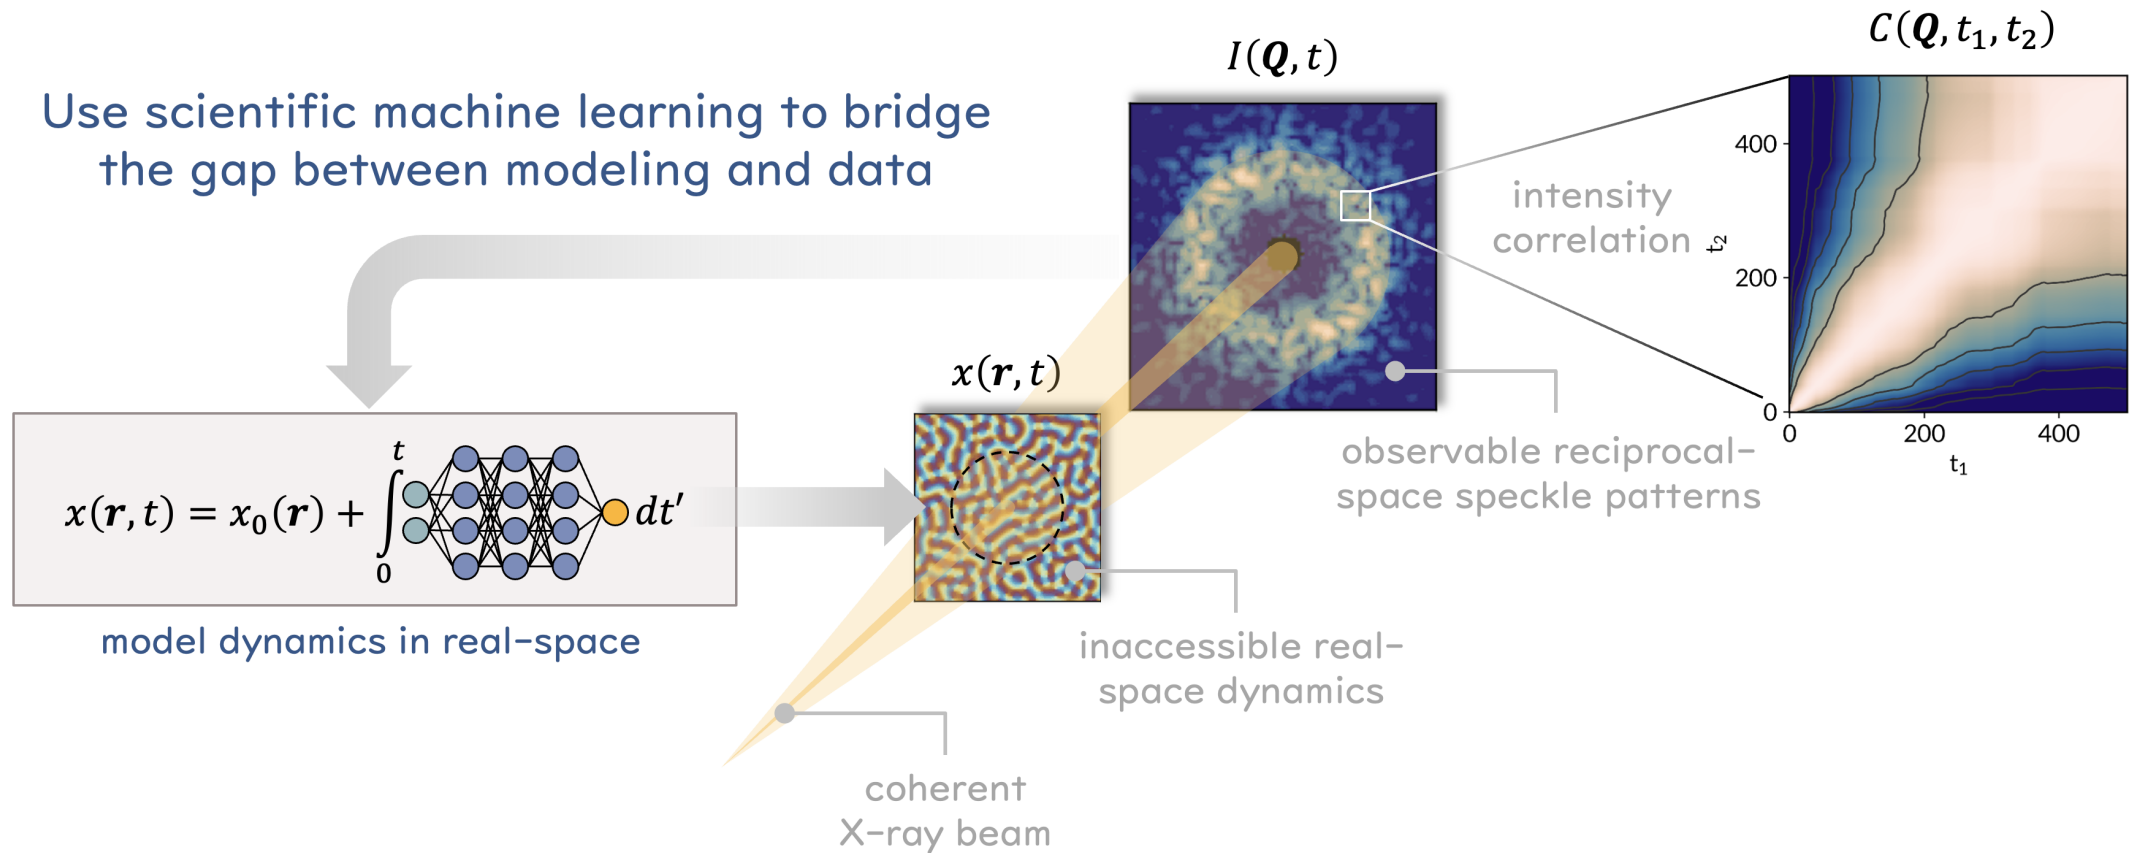 Use scientific machine learning to bridge
the gap between modeling and data
x(r, t) = x₀(r) + ∫₀ᵗ dt′
model dynamics in real-space
x(r, t)
I(Q, t)
C(Q, t₁, t₂)
intensity
correlation
t₂
400
200
0
0 200 400
t₁
observable reciprocal-
space speckle patterns
inaccessible real-
space dynamics
coherent
X-ray beam